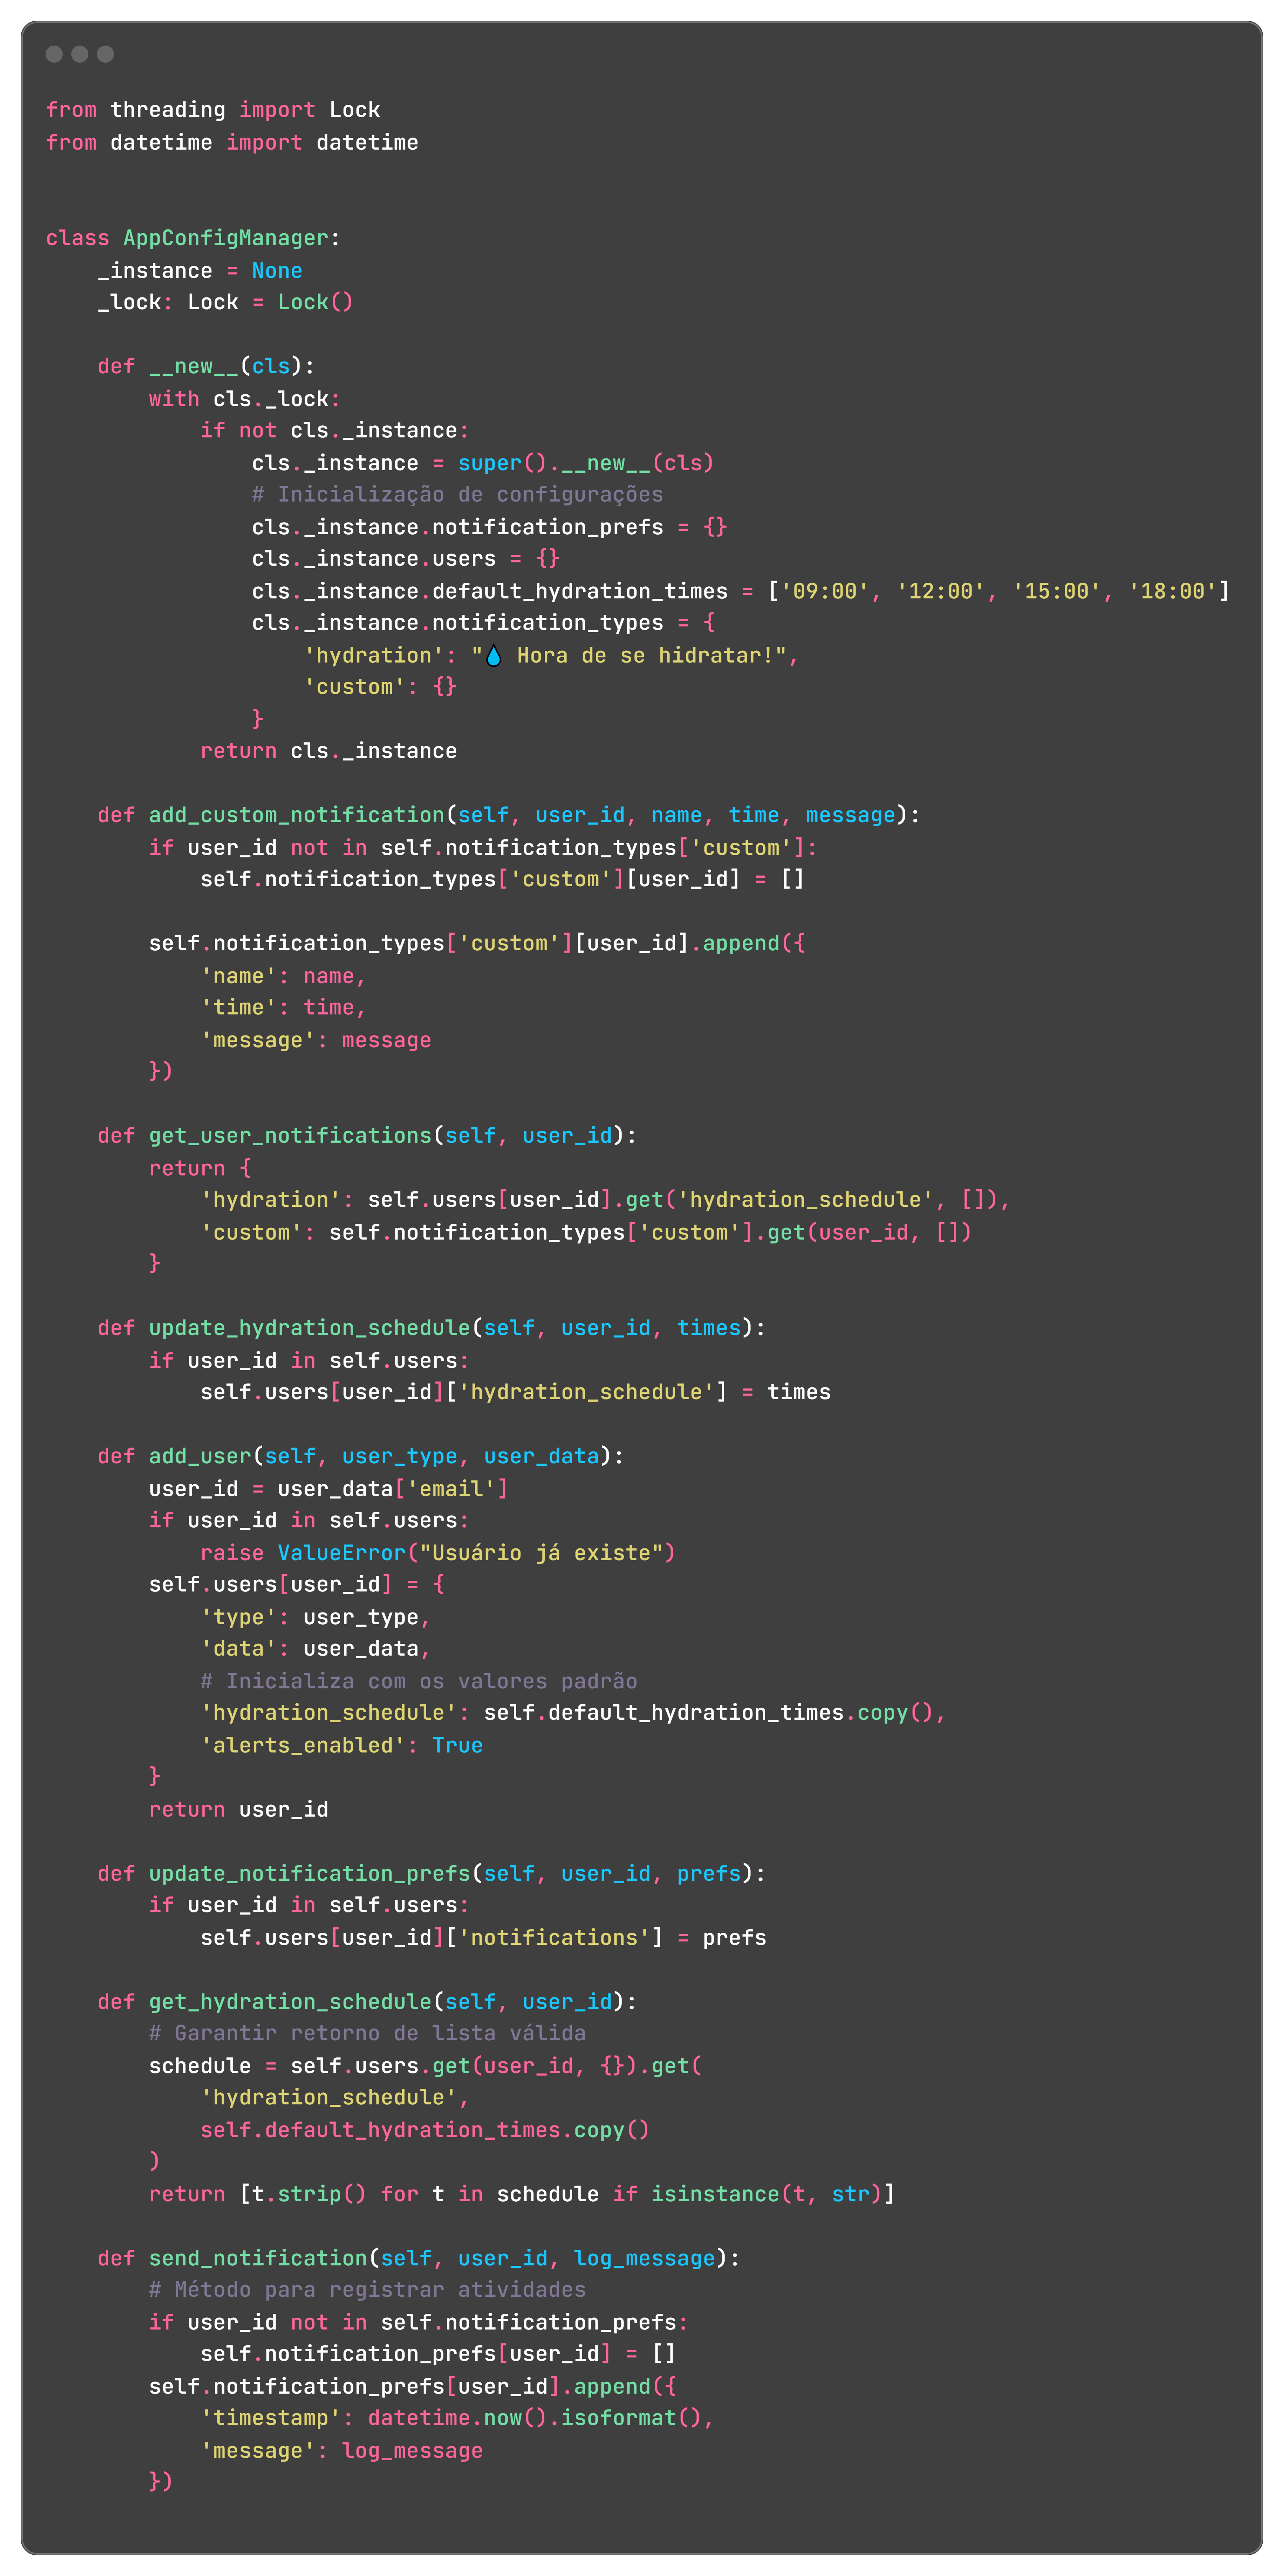 from threading import Lock
from datetime import datetime


class AppConfigManager:
    _instance = None
    _lock: Lock = Lock()

    def __new__(cls):
        with cls._lock:
            if not cls._instance:
                cls._instance = super().__new__(cls)
                # Inicialização de configurações
                cls._instance.notification_prefs = {}
                cls._instance.users = {}
                cls._instance.default_hydration_times = ['09:00', '12:00', '15:00', '18:00']
                cls._instance.notification_types = {
                    'hydration': "💧 Hora de se hidratar!",
                    'custom': {}
                }
            return cls._instance

    def add_custom_notification(self, user_id, name, time, message):
        if user_id not in self.notification_types['custom']:
            self.notification_types['custom'][user_id] = []

        self.notification_types['custom'][user_id].append({
            'name': name,
            'time': time,
            'message': message
        })

    def get_user_notifications(self, user_id):
        return {
            'hydration': self.users[user_id].get('hydration_schedule', []),
            'custom': self.notification_types['custom'].get(user_id, [])
        }

    def update_hydration_schedule(self, user_id, times):
        if user_id in self.users:
            self.users[user_id]['hydration_schedule'] = times

    def add_user(self, user_type, user_data):
        user_id = user_data['email']
        if user_id in self.users:
            raise ValueError("Usuário já existe")
        self.users[user_id] = {
            'type': user_type,
            'data': user_data,
            # Inicializa com os valores padrão
            'hydration_schedule': self.default_hydration_times.copy(),
            'alerts_enabled': True
        }
        return user_id

    def update_notification_prefs(self, user_id, prefs):
        if user_id in self.users:
            self.users[user_id]['notifications'] = prefs

    def get_hydration_schedule(self, user_id):
        # Garantir retorno de lista válida
        schedule = self.users.get(user_id, {}).get(
            'hydration_schedule',
            self.default_hydration_times.copy()
        )
        return [t.strip() for t in schedule if isinstance(t, str)]

    def send_notification(self, user_id, log_message):
        # Método para registrar atividades
        if user_id not in self.notification_prefs:
            self.notification_prefs[user_id] = []
        self.notification_prefs[user_id].append({
            'timestamp': datetime.now().isoformat(),
            'message': log_message
        })